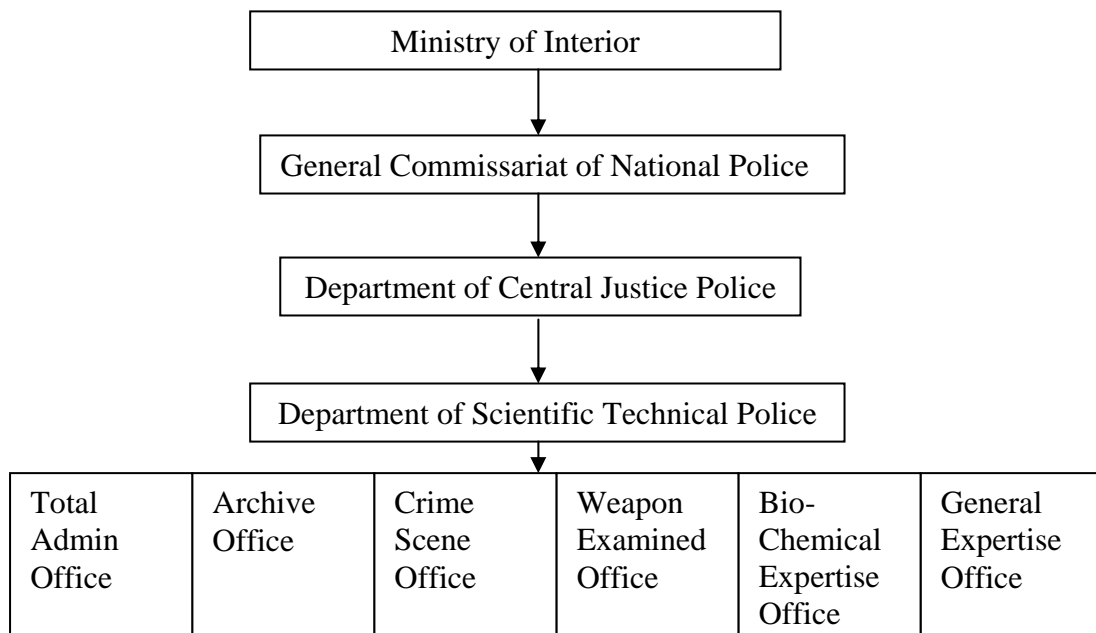 Ministry of Interior
General Commissariat of National Police
Department of Central Justice Police
Department of Scientific Technical Police
Total
Admin
Office
Archive
Office
Crime
Scene
Office
Weapon
Examined
Office
Bio-
Chemical
Expertise
Office
General
Expertise
Office